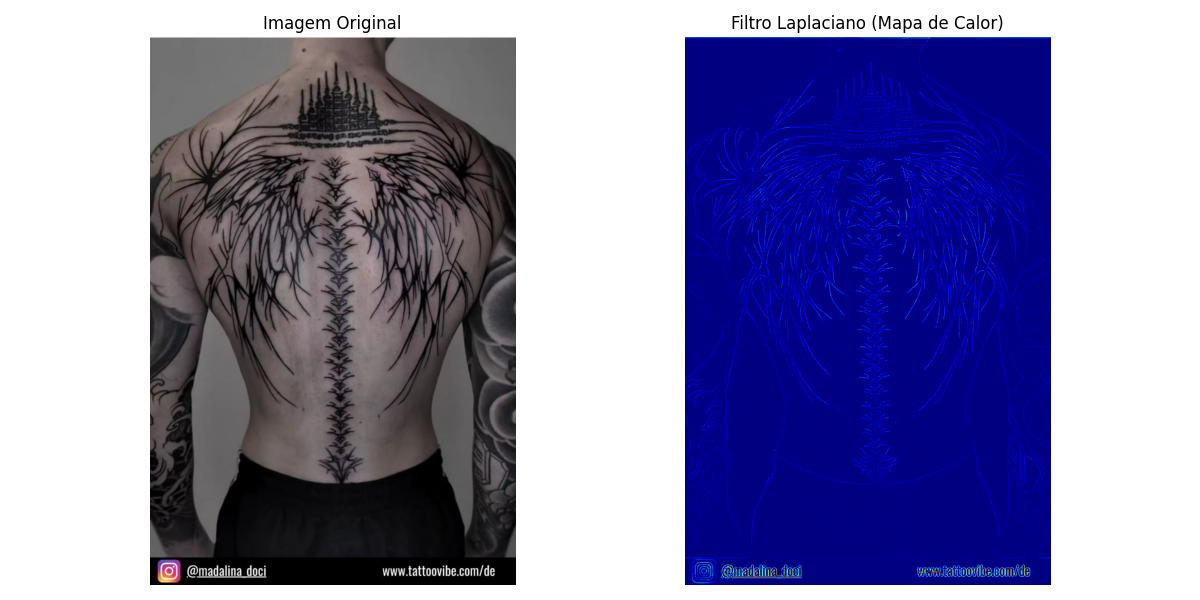 Imagem Original
Filtro Laplaciano (Mapa de Calor)
@madalina_doci
www.tattoovibe.com/de
@madalina_doci
www.tattoovibe.com/de